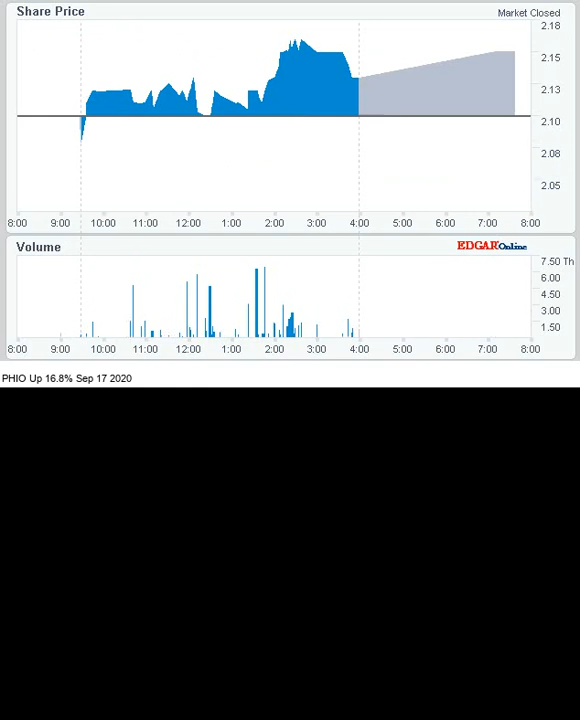 Share Price
Market Closed
2.18
2.15
2.13
2.10
2.08
2.05
8:00 9:00 10:00 11:00 12:00 1:00 2:00 3:00 4:00 5:00 6:00 7:00 8:00
Volume
EDGAR Online
7.50 Th
6.00
4.50
3.00
1.50
8:00 9:00 10:00 11:00 12:00 1:00 2:00 3:00 4:00 5:00 6:00 7:00 8:00
PHIO Up 16.8% Sep 17 2020